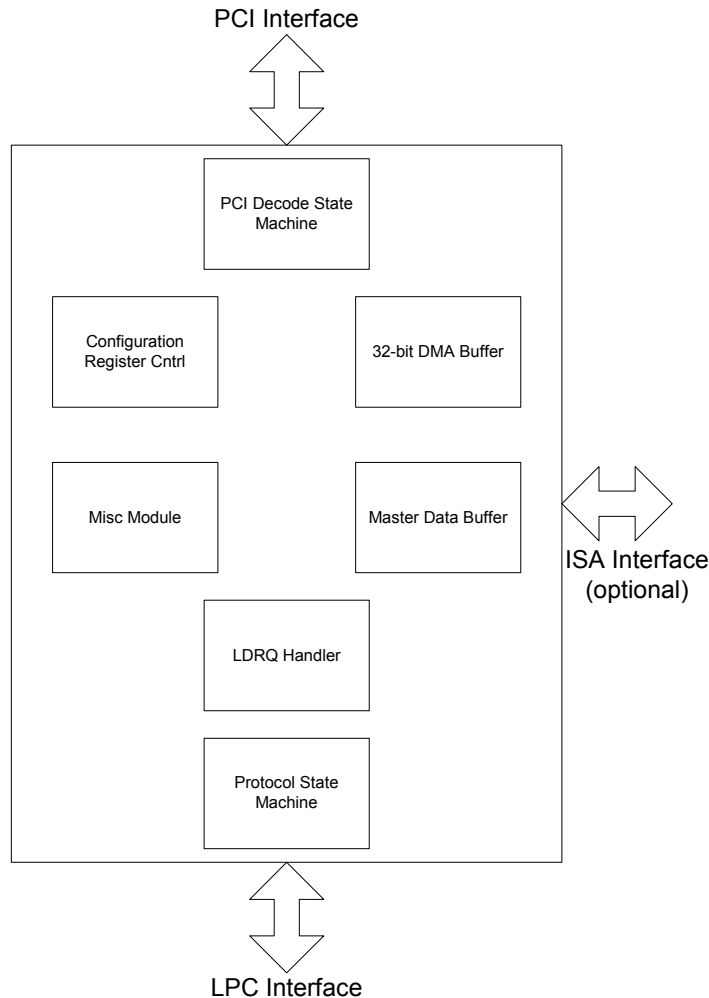 PCI Interface
PCI Decode State
Machine
Configuration
Register Cntrl
32-bit DMA Buffer
Misc Module
Master Data Buffer
ISA Interface
(optional)
LDRQ Handler
Protocol State
Machine
LPC Interface